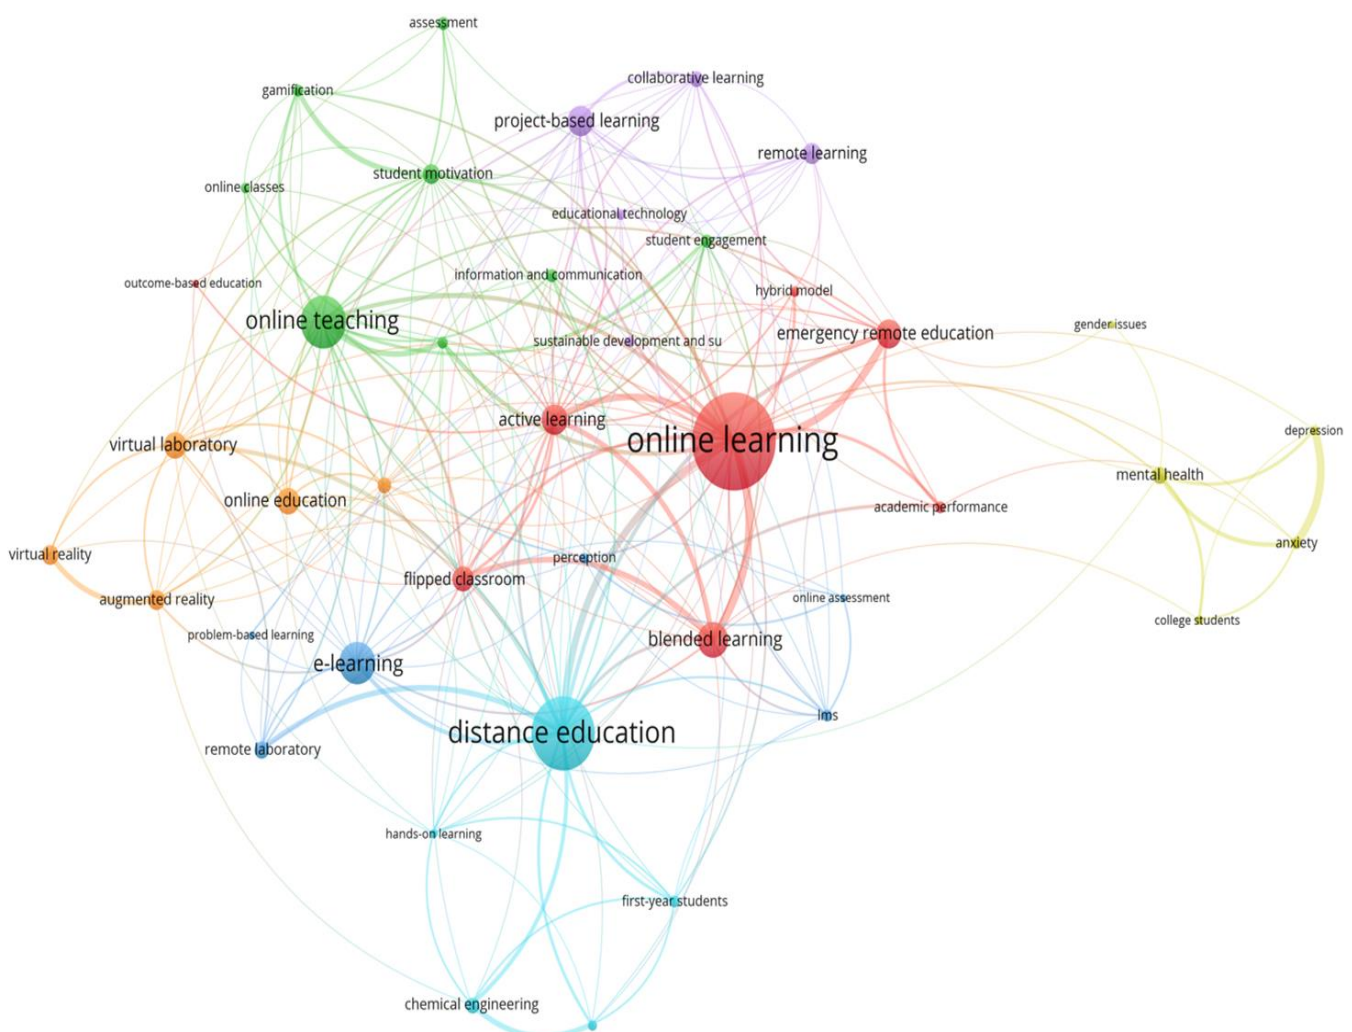 assessment
collaborative learning
gamification
project-based learning
remote learning
student motivation
online classes
educational technology
student engagement
information and communication
outcome-based education
hybrid model
online teaching
gender issues
emergency remote education
sustainable development and su
active learning
depression
online learning
virtual laboratory
mental health
online education
academic performance
anxiety
virtual reality
perception
flipped classroom
augmented reality
online assessment
college students
problem-based learning
blended learning
e-learning
lms
distance education
remote laboratory
hands-on learning
first-year students
chemical engineering